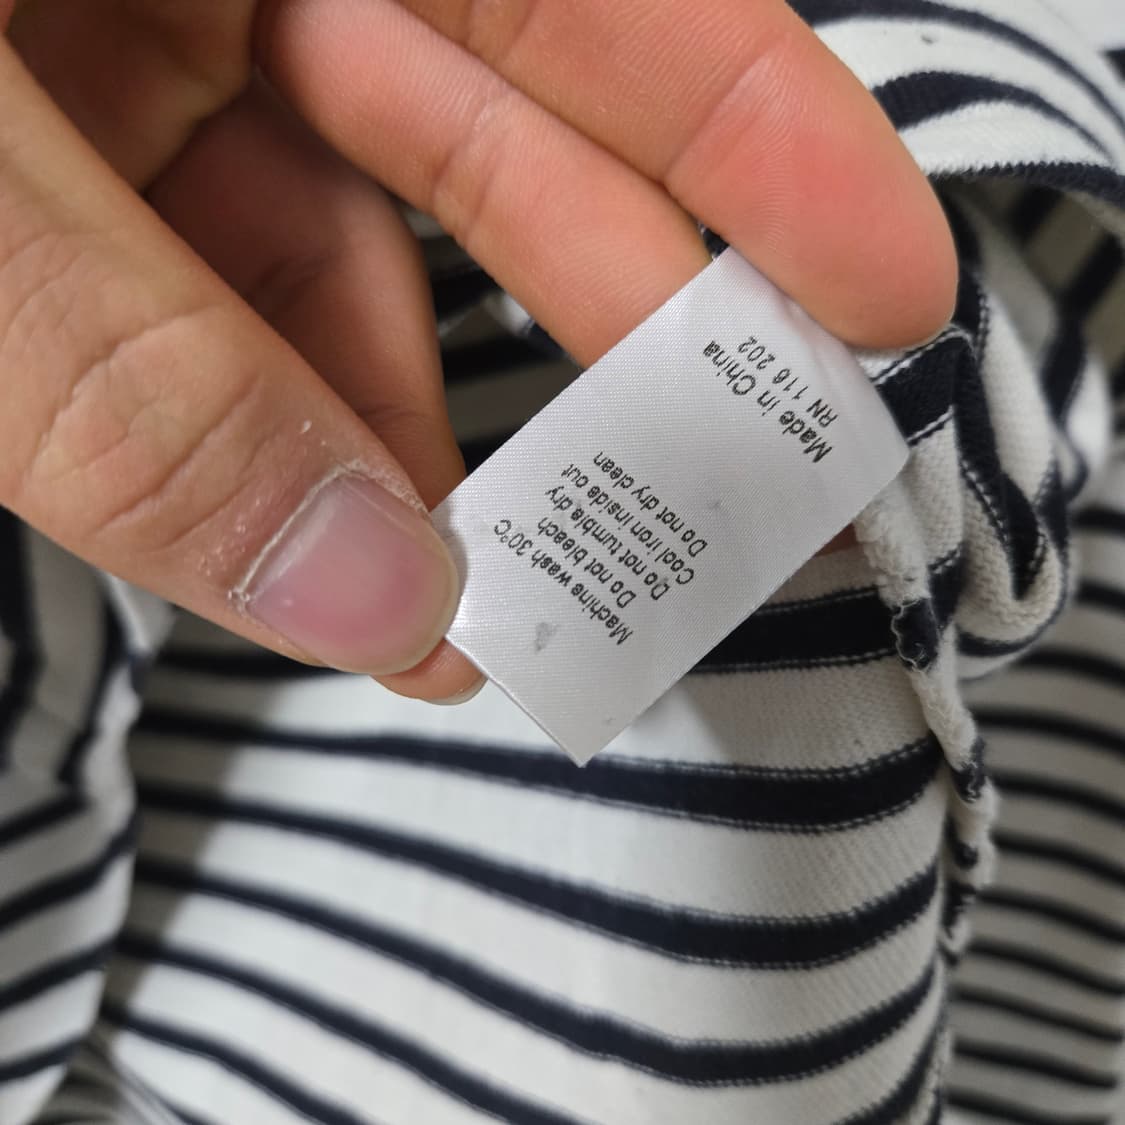 Machine wash 30°C
Do not bleach
Do not tumble dry
Cool iron inside out
Do not dry clean
Made in China
RN 116 202